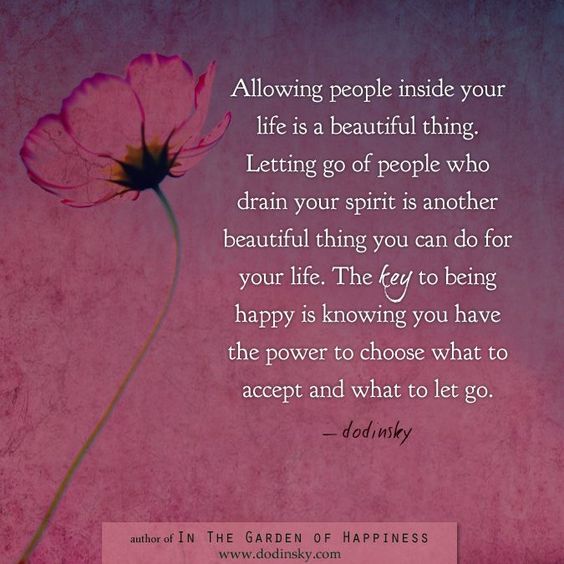 Allowing people inside your
life is a beautiful thing.
Letting go of people who
drain your spirit is another
beautiful thing you can do for
your life. The key to being
happy is knowing you have
the power to choose what to
accept and what to let go.
– dodinsky
author of IN THE GARDEN OF HAPPINESS
www.dodinsky.com